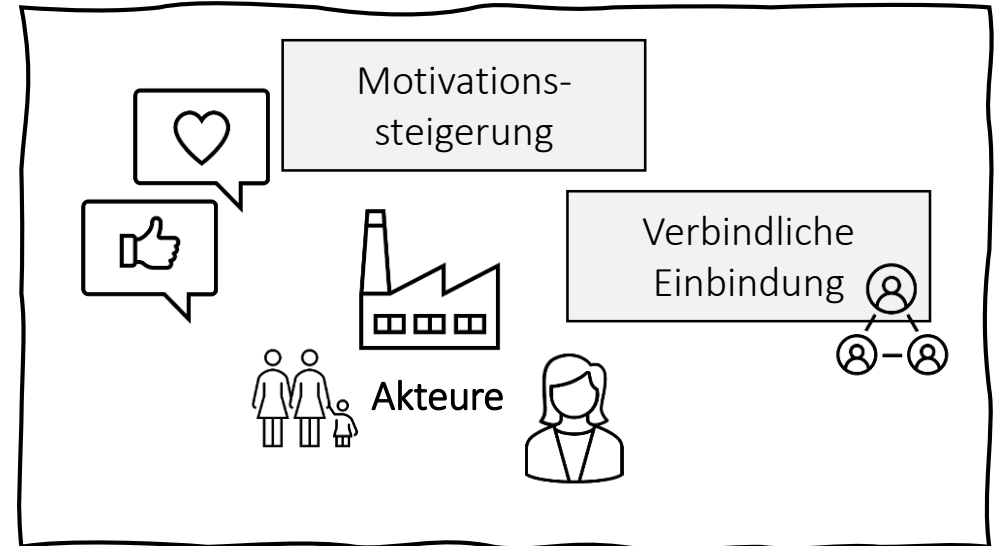 Motivations-
steigerung
Verbindliche
Einbindung
Akteure